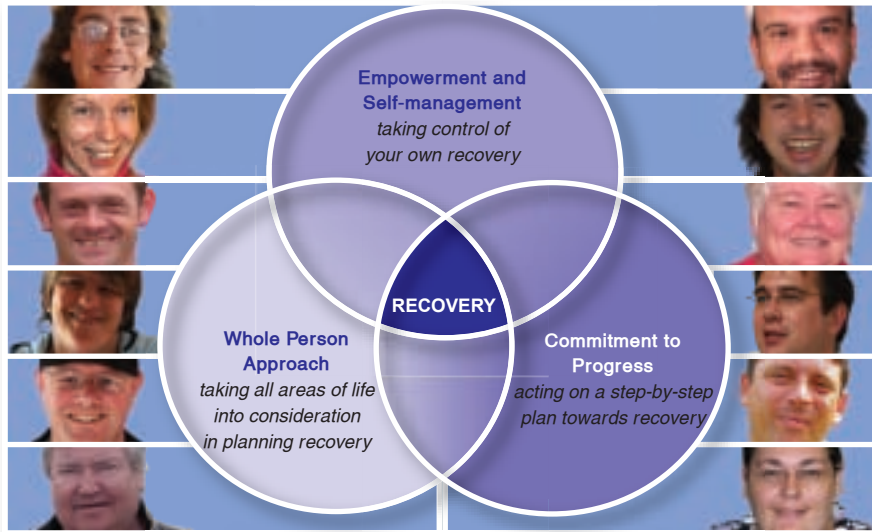 Empowerment and
Self-management
taking control of
your own recovery
RECOVERY
Whole Person
Approach
taking all areas of life
into consideration
in planning recovery
Commitment to
Progress
acting on a step-by-step
plan towards recovery